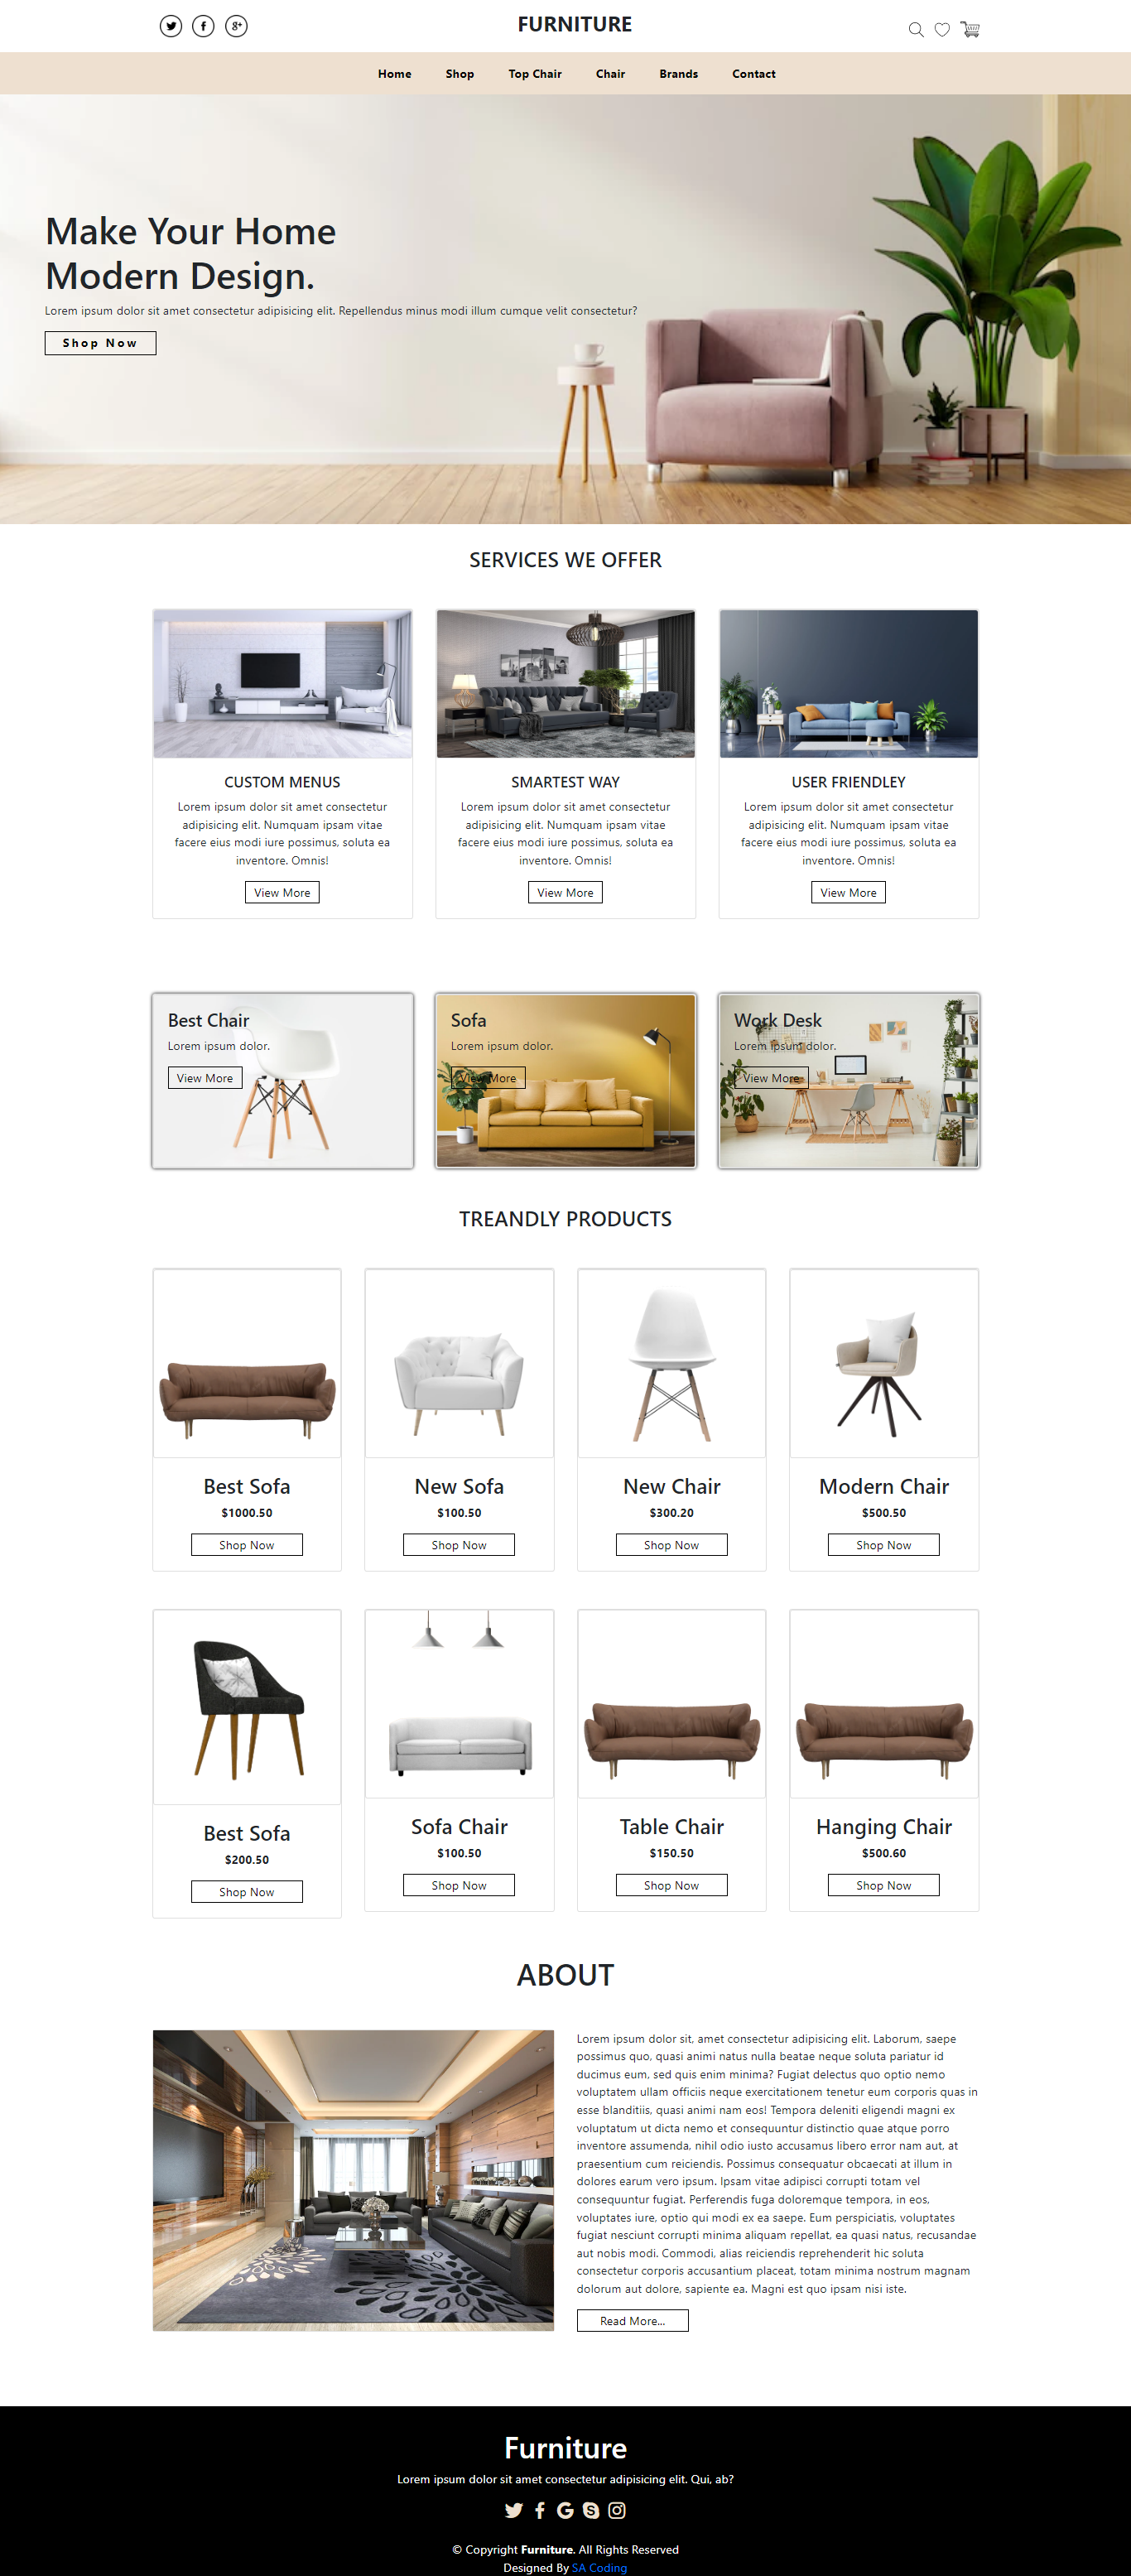 FURNITURE
Home Shop Top Chair Chair Brands Contact
Make Your Home
Modern Design.
Lorem ipsum dolor sit amet consectetur adipisicing elit. Repellendus minus modi illum cumque velit consectetur?
Shop Now
SERVICES WE OFFER
CUSTOM MENUS
Lorem ipsum dolor sit amet consectetur
adipisicing elit. Numquam ipsam vitae
facere eius modi iure possimus, soluta ea
inventore. Omnis!
View More
SMARTEST WAY
Lorem ipsum dolor sit amet consectetur
adipisicing elit. Numquam ipsam vitae
facere eius modi iure possimus, soluta ea
inventore. Omnis!
View More
USER FRIENDLEY
Lorem ipsum dolor sit amet consectetur
adipisicing elit. Numquam ipsam vitae
facere eius modi iure possimus, soluta ea
inventore. Omnis!
View More
Best Chair
Lorem ipsum dolor.
View More
Sofa
Lorem ipsum dolor.
View More
Work Desk
Lorem ipsum dolor.
View More
TREANDLY PRODUCTS
Best Sofa
$1000.50
Shop Now
New Sofa
$100.50
Shop Now
New Chair
$300.20
Shop Now
Modern Chair
$500.50
Shop Now
Best Sofa
$200.50
Shop Now
Sofa Chair
$100.50
Shop Now
Table Chair
$150.50
Shop Now
Hanging Chair
$500.60
Shop Now
ABOUT
Lorem ipsum dolor sit, amet consectetur adipisicing elit. Laborum, saepe
possimus quo, quasi animi natus nulla beatae neque soluta pariatur id
ducimus eum, sed quis enim minima? Fugiat delectus quo optio nemo
voluptatem ullam officiis neque exercitationem tenetur eum corporis quas in
esse blanditiis, quasi animi nam eos! Tempora deleniti eligendi magni ex
voluptatum ut dicta nemo et consequuntur distinctio quae atque porro
inventore assumenda, nihil odio iusto accusamus libero error nam aut, at
praesentium cum reiciendis. Possimus consequatur obcaecati at illum in
dolores earum vero ipsum. Ipsam vitae adipisci corrupti totam vel
consequuntur fugiat. Perferendis fuga doloremque tempora, in eos,
voluptates iure, optio qui modi ex ea saepe. Eum perspiciatis, voluptates
fugiat nesciunt corrupti minima aliquam repellat, ea quasi natus, recusandae
aut nobis modi. Commodi, alias reiciendis reprehenderit hic soluta
consectetur corporis accusantium placeat, totam minima nostrum magnam
dolorum aut dolore, sapiente ea. Magni est quo ipsam nisi iste.
Read More...
Furniture
Lorem ipsum dolor sit amet consectetur adipisicing elit. Qui, ab?
© Copyright Furniture. All Rights Reserved
Designed By SA Coding